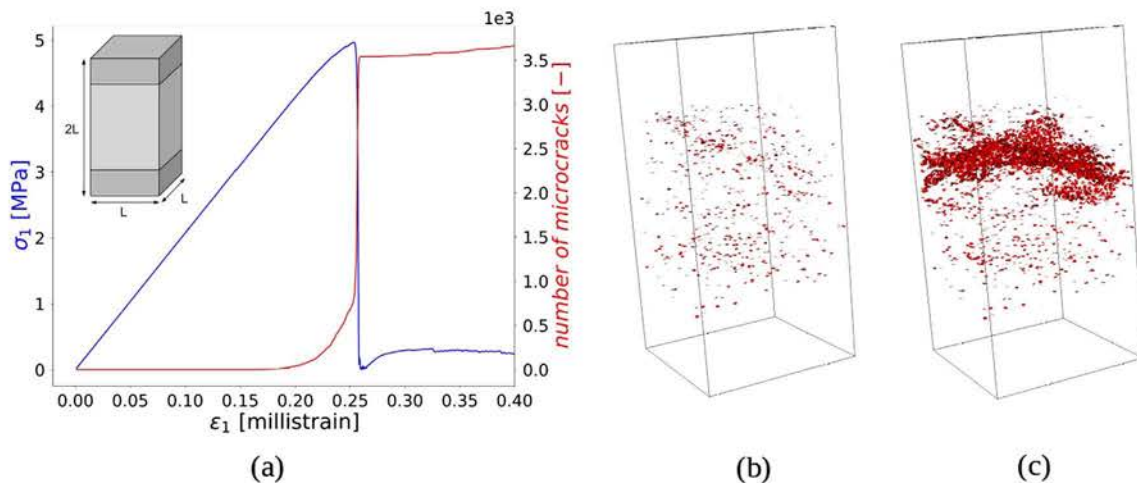 1e3
5
4
3
2
1
0
σ₁ [MPa]
2L
L
L
3.5
3.0
2.5
2.0
1.5
1.0
0.5
0.0
number of microcracks [−]
0.00 0.05 0.10 0.15 0.20 0.25 0.30 0.35 0.40
ε₁ [millistrain]
(a) (b) (c)